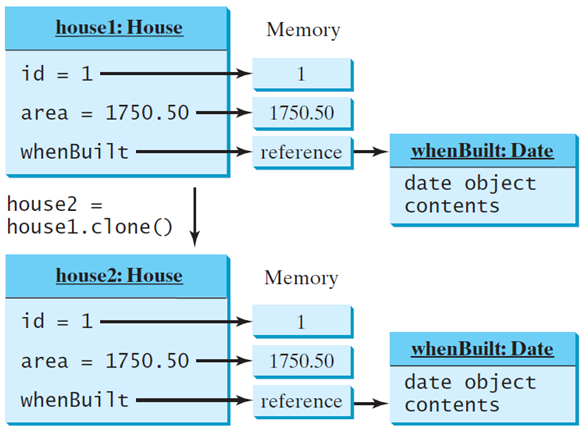 house1: House
Memory
id = 1
1
area = 1750.50
1750.50
whenBuilt
reference
whenBuilt: Date
date object
contents
house2 =
house1.clone()
house2: House
Memory
id = 1
1
area = 1750.50
1750.50
whenBuilt
reference
whenBuilt: Date
date object
contents